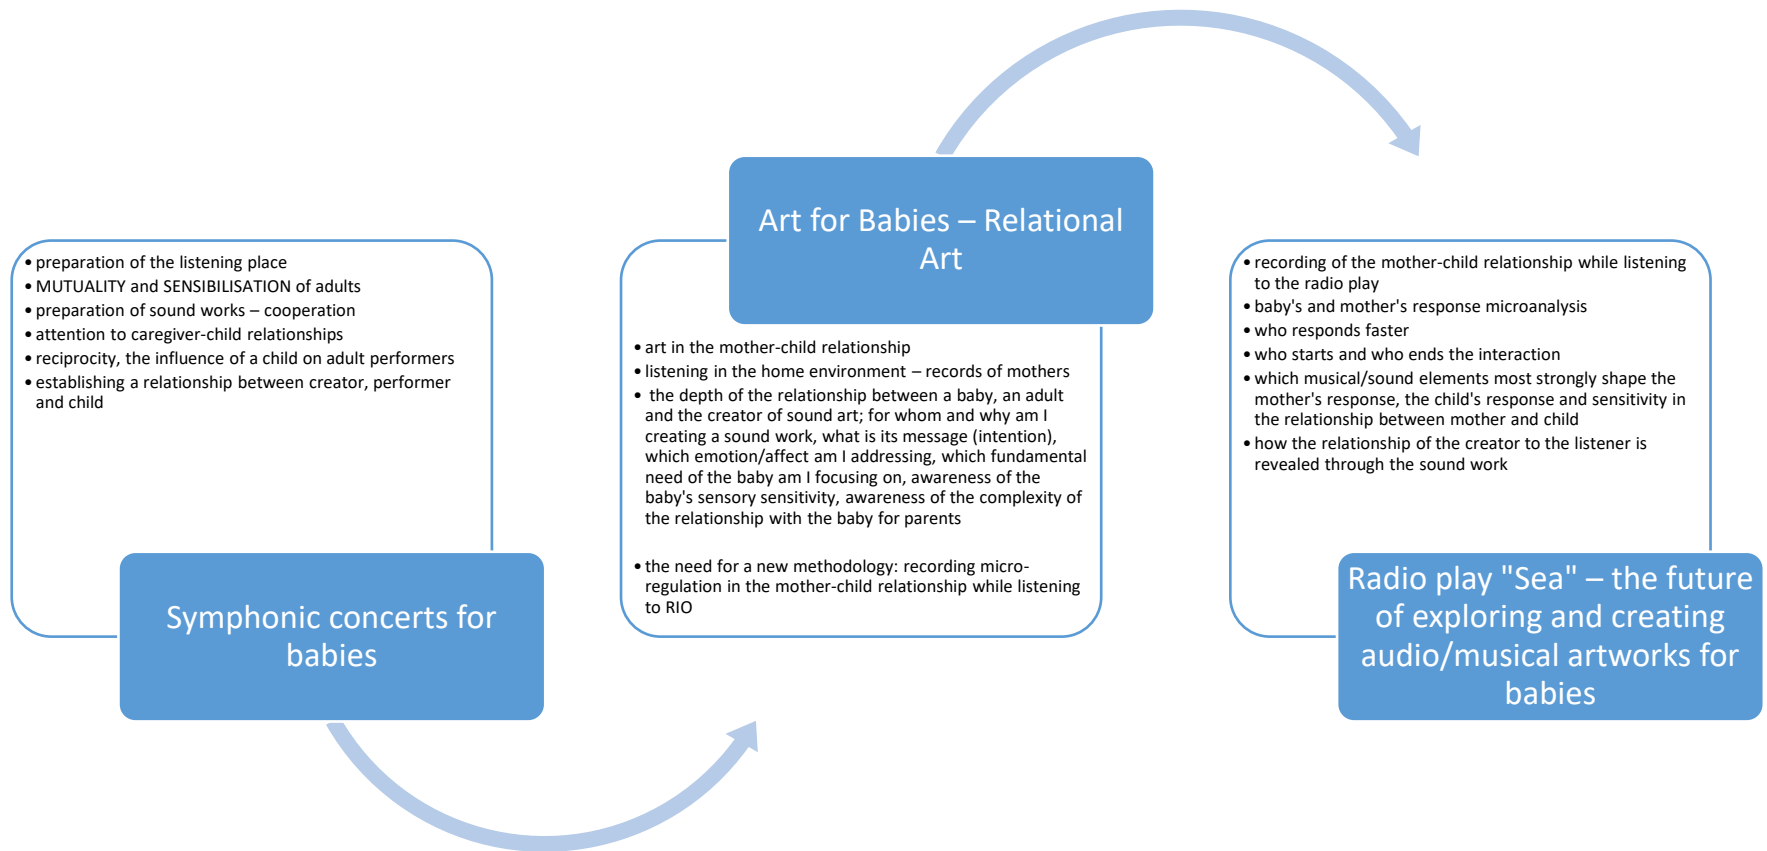 • preparation of the listening place
• MUTUALITY and SENSIBILISATION of adults
• preparation of sound works – cooperation
• attention to caregiver-child relationships
• reciprocity, the influence of a child on adult performers
• establishing a relationship between creator, performer
and child
Symphonic concerts for
babies
Art for Babies – Relational
Art
• art in the mother-child relationship
• listening in the home environment – records of mothers
• the depth of the relationship between a baby, an adult
and the creator of sound art; for whom and why am I
creating a sound work, what is its message (intention),
which emotion/affect am I addressing, which fundamental
need of the baby am I focusing on, awareness of the
baby's sensory sensitivity, awareness of the complexity of
the relationship with the baby for parents
• the need for a new methodology: recording micro-
regulation in the mother-child relationship while listening
to RIO
• recording of the mother-child relationship while listening
to the radio play
• baby's and mother's response microanalysis
• who responds faster
• who starts and who ends the interaction
• which musical/sound elements most strongly shape the
mother's response, the child's response and sensitivity in
the relationship between mother and child
• how the relationship of the creator to the listener is
revealed through the sound work
Radio play "Sea" – the future
of exploring and creating
audio/musical artworks for
babies